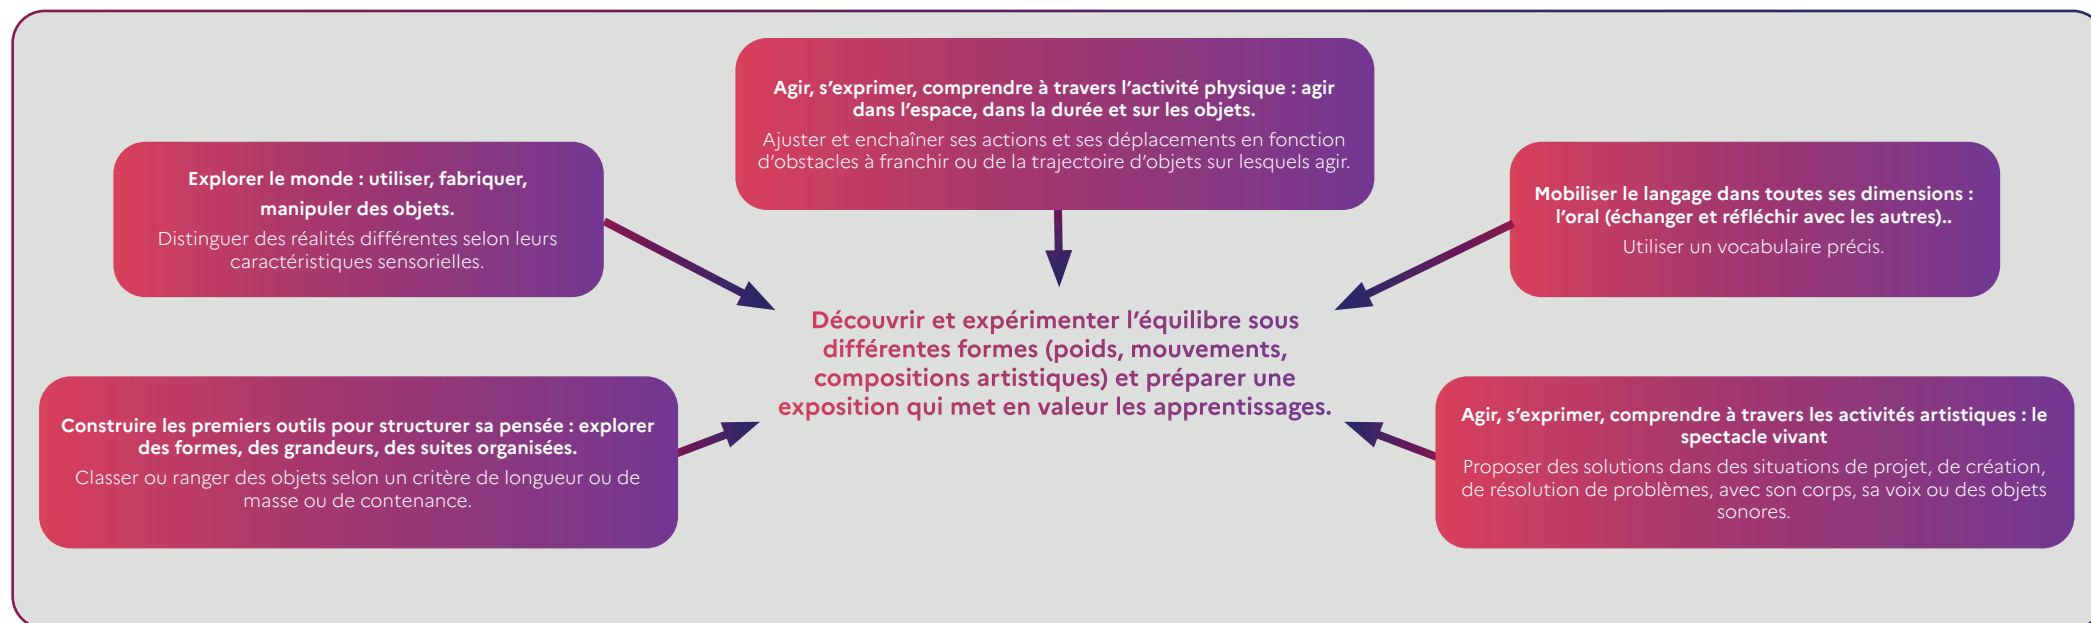 Agir, s'exprimer, comprendre à travers l'activité physique : agir
dans l'espace, dans la durée et sur les objets.
Ajuster et enchaîner ses actions et ses déplacements en fonction
d'obstacles à franchir ou de la trajectoire d'objets sur lesquels agir.
Explorer le monde : utiliser, fabriquer,
manipuler des objets.
Distinguer des réalités différentes selon leurs
caractéristiques sensorielles.
Mobiliser le langage dans toutes ses dimensions :
l'oral (échanger et réfléchir avec les autres)..
Utiliser un vocabulaire précis.
Découvrir et expérimenter l'équilibre sous
différentes formes (poids, mouvements,
compositions artistiques) et préparer une
exposition qui met en valeur les apprentissages.
Construire les premiers outils pour structurer sa pensée : explorer
des formes, des grandeurs, des suites organisées.
Classer ou ranger des objets selon un critère de longueur ou de
masse ou de contenance.
Agir, s'exprimer, comprendre à travers les activités artistiques : le
spectacle vivant
Proposer des solutions dans des situations de projet, de création,
de résolution de problèmes, avec son corps, sa voix ou des objets
sonores.